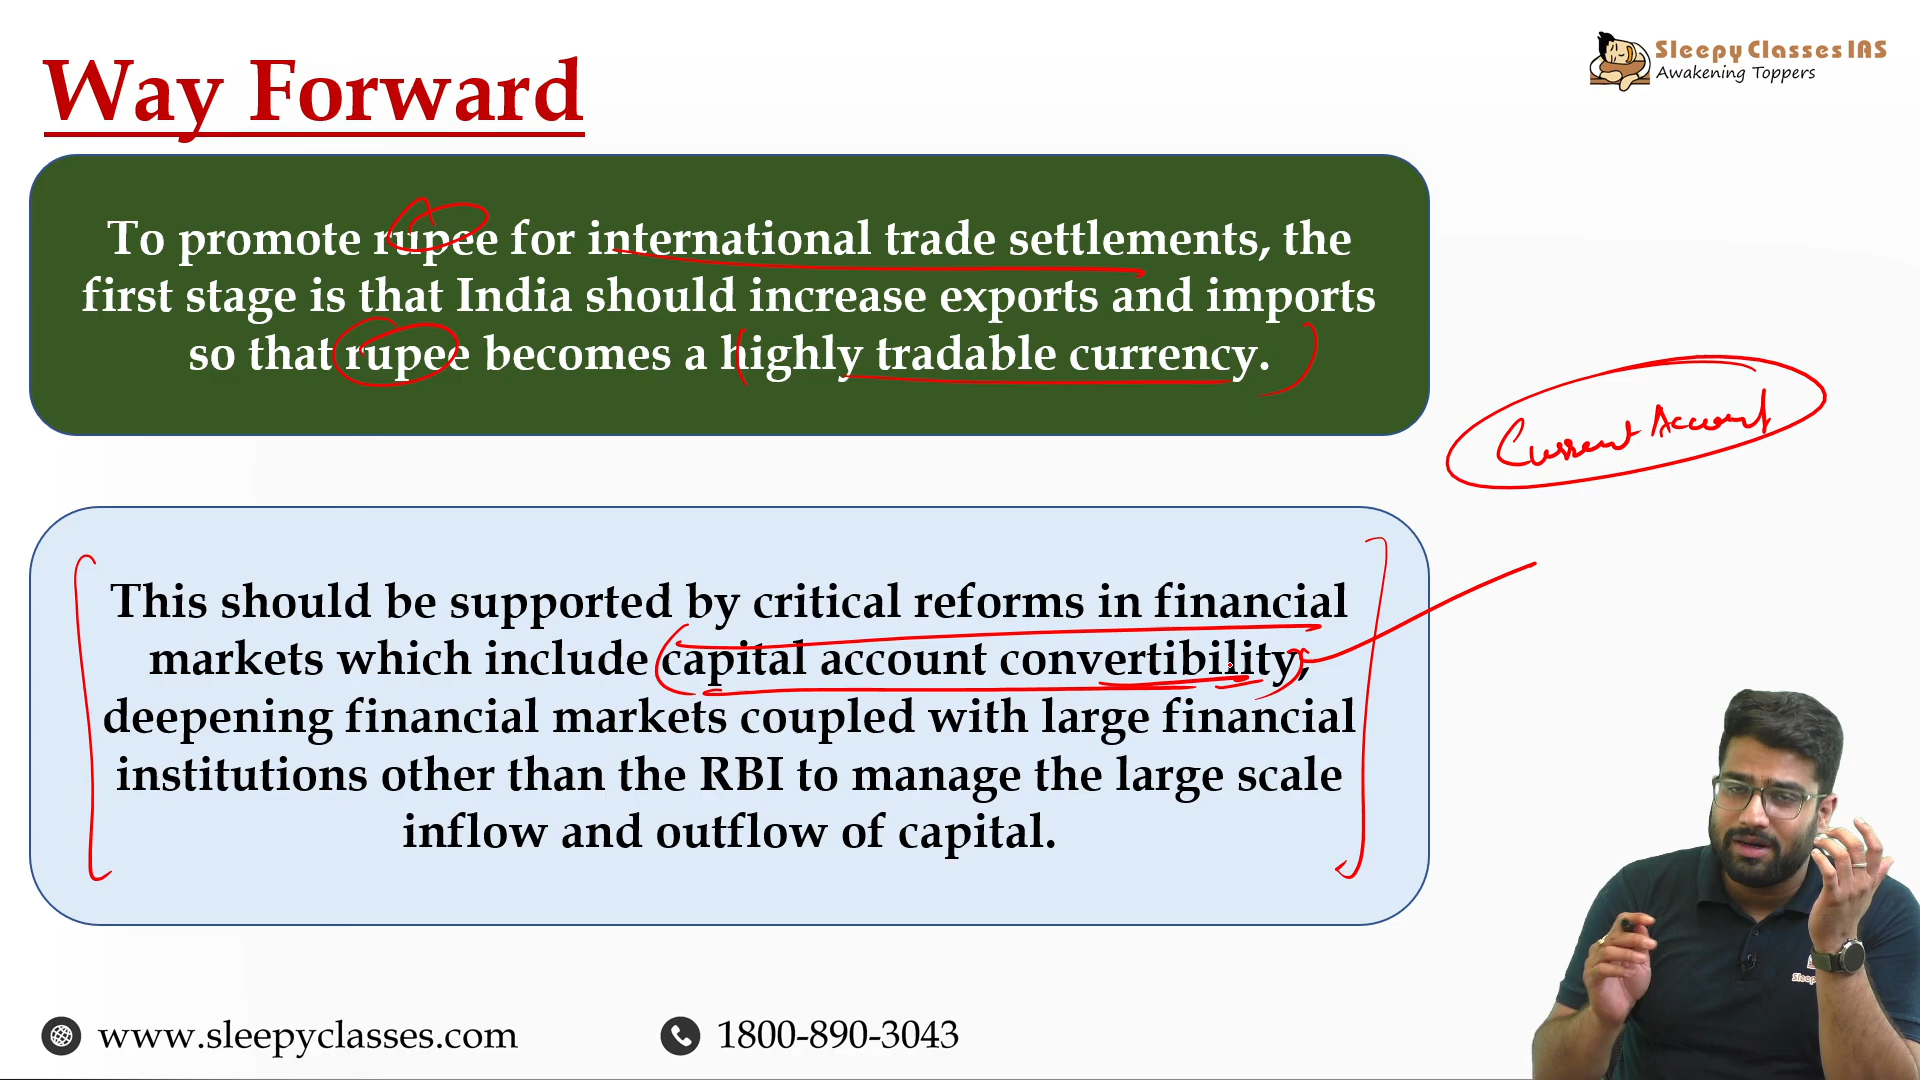 Way Forward
Sleepy Classes IAS
Awakening Toppers
To promote rupee for international trade settlements, the
first stage is that India should increase exports and imports
so that rupee becomes a highly tradable currency.
Current Account
This should be supported by critical reforms in financial
markets which include capital account convertibility,
deepening financial markets coupled with large financial
institutions other than the RBI to manage the large scale
inflow and outflow of capital.
www.sleepyclasses.com
1800-890-3043